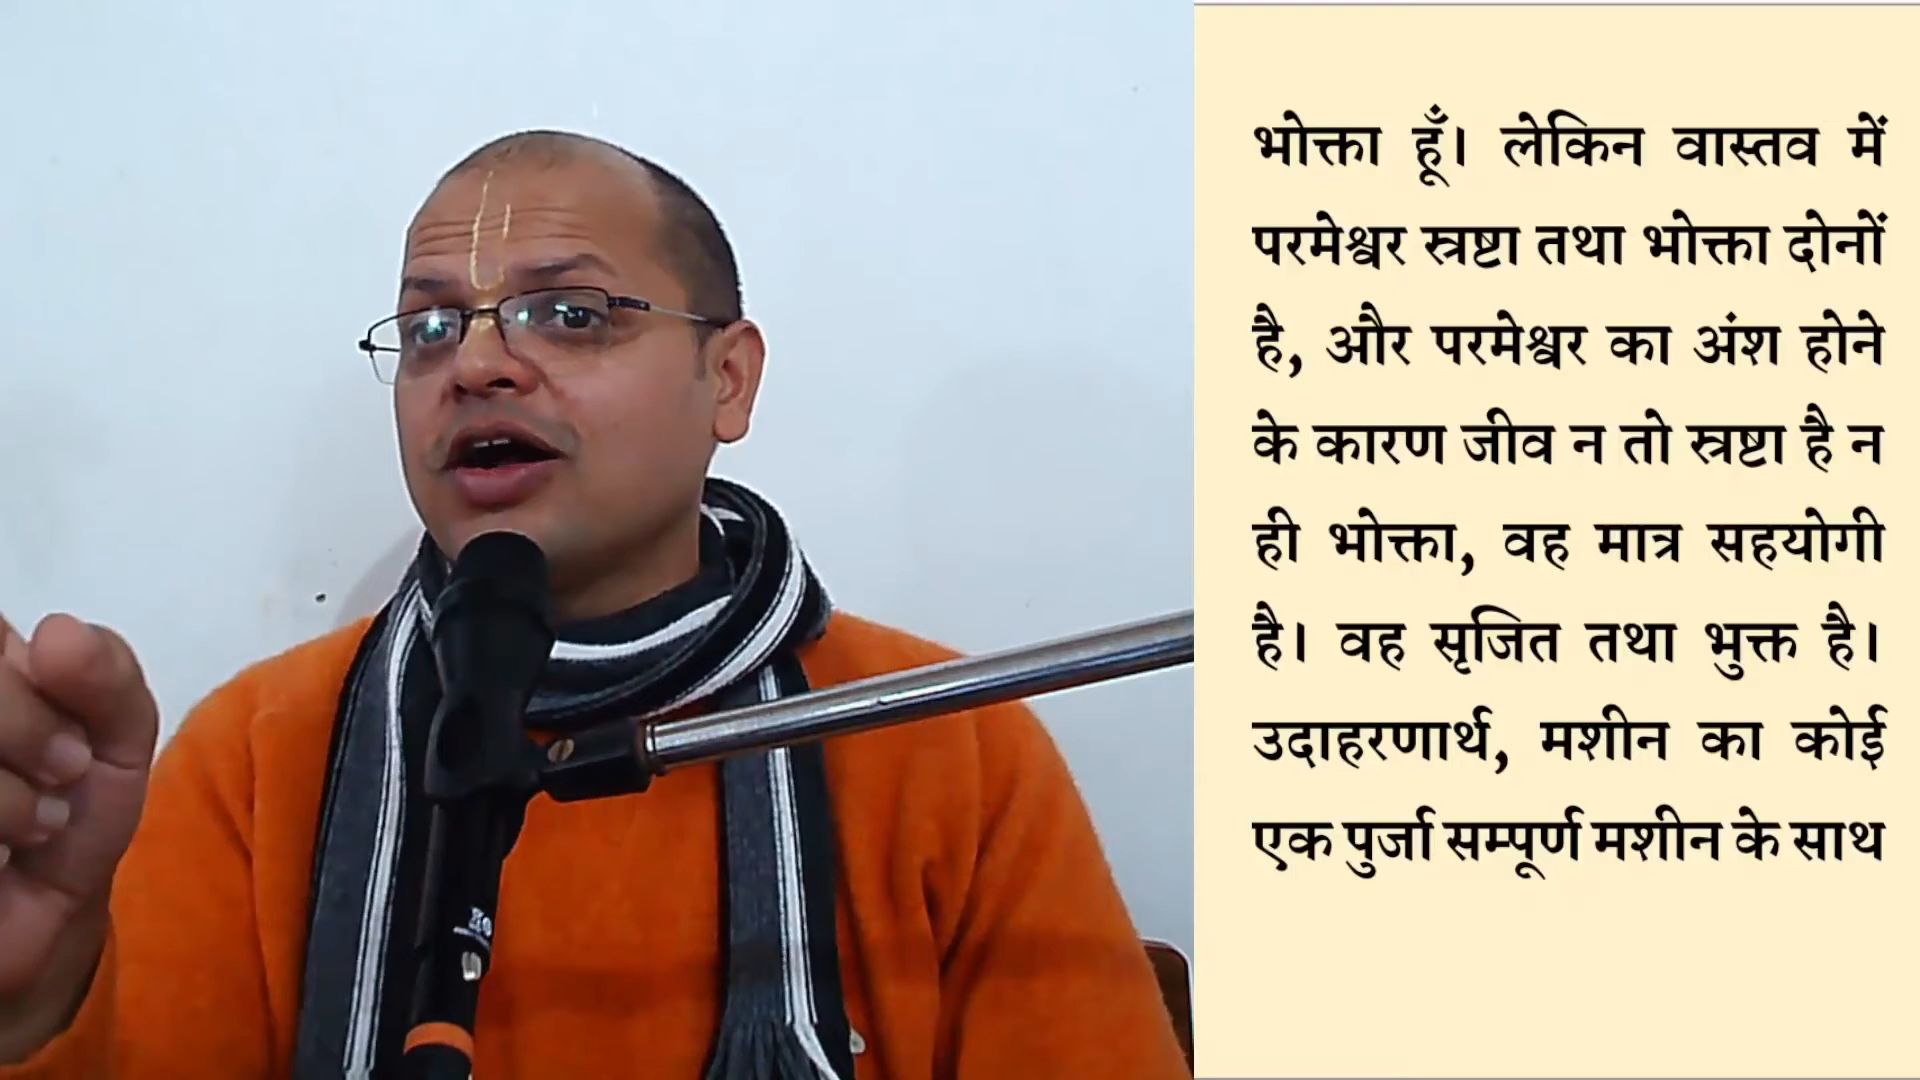 भोक्ता हूँ। लेकिन वास्तव में
परमेश्वर स्रष्टा तथा भोक्ता दोनों
है, और परमेश्वर का अंश होने
के कारण जीव न तो स्रष्टा है न
ही भोक्ता, वह मात्र सहयोगी
है। वह सृजित तथा भुक्त है।
उदाहरणार्थ, मशीन का कोई
एक पुर्जा सम्पूर्ण मशीन के साथ